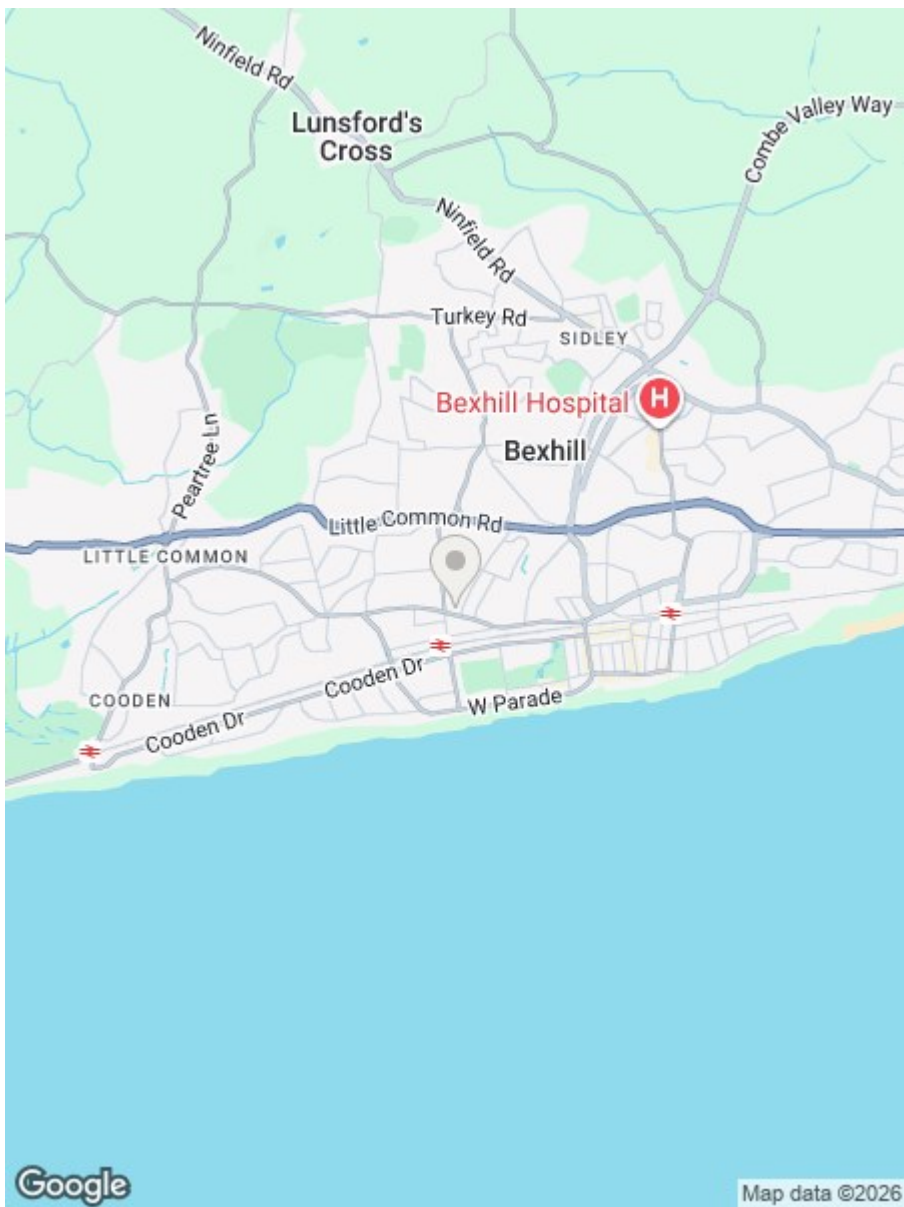 Ninfield Rd
Lunsford's
Cross
Combe Valley Way
Ninfield Rd
Turkey Rd
SIDLEY
Bexhill Hospital
H
Bexhill
Peartree Ln
Little Common Rd
LITTLE COMMON
Cooden Dr
COODEN
W Parade
Cooden Dr
Google
Map data ©2026